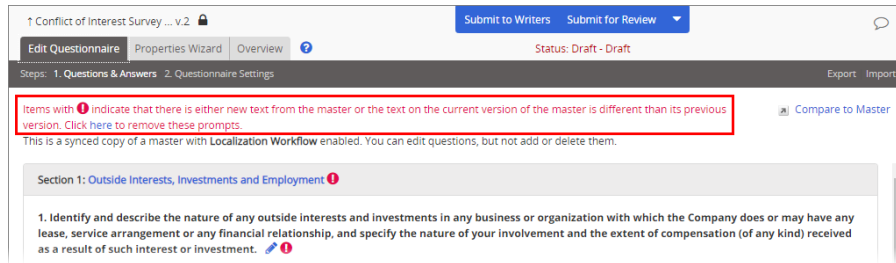 ↑ Conflict of Interest Survey ... v.2
Submit to Writers Submit for Review
Edit Questionnaire Properties Wizard Overview ?
Status: Draft - Draft
Steps: 1. Questions & Answers 2. Questionnaire Settings
Export Import
Items with ! indicate that there is either new text from the master or the text on the current version of the master is different than its previous
version. Click here to remove these prompts.
Compare to Master
This is a synced copy of a master with Localization Workflow enabled. You can edit questions, but not add or delete them.
Section 1: Outside Interests, Investments and Employment !
1. Identify and describe the nature of any outside interests and investments in any business or organization with which the Company does or may have any
lease, service arrangement or any financial relationship, and specify the nature of your involvement and the extent of compensation (of any kind) received
as a result of such interest or investment. !